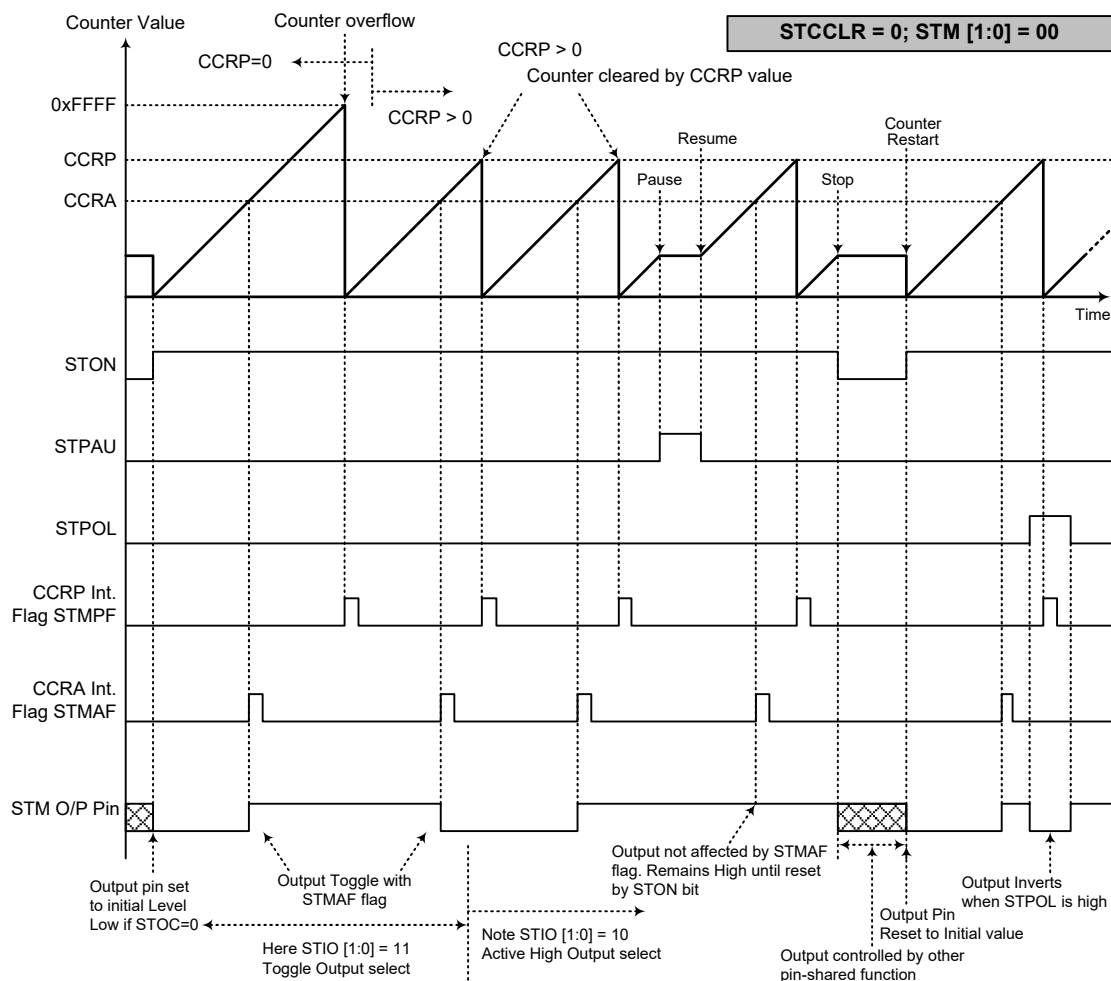 Counter Value
Counter overflow
STCCLR = 0; STM [1:0] = 00
CCRP=0
CCRP > 0
CCRP > 0
Counter cleared by CCRP value
0xFFFF
CCRP
CCRA
Pause
Resume
Stop
Counter
Restart
Time
STON
STPAU
STPOL
CCRP Int.
Flag STMPF
CCRA Int.
Flag STMAF
STM O/P Pin
Output pin set
to initial Level
Low if STOC=0
Output Toggle with
STMAF flag
Here STIO [1:0] = 11
Toggle Output select
Note STIO [1:0] = 10
Active High Output select
Output not affected by STMAF
flag. Remains High until reset
by STON bit
Output controlled by other
pin-shared function
Output Pin
Reset to Initial value
Output Inverts
when STPOL is high